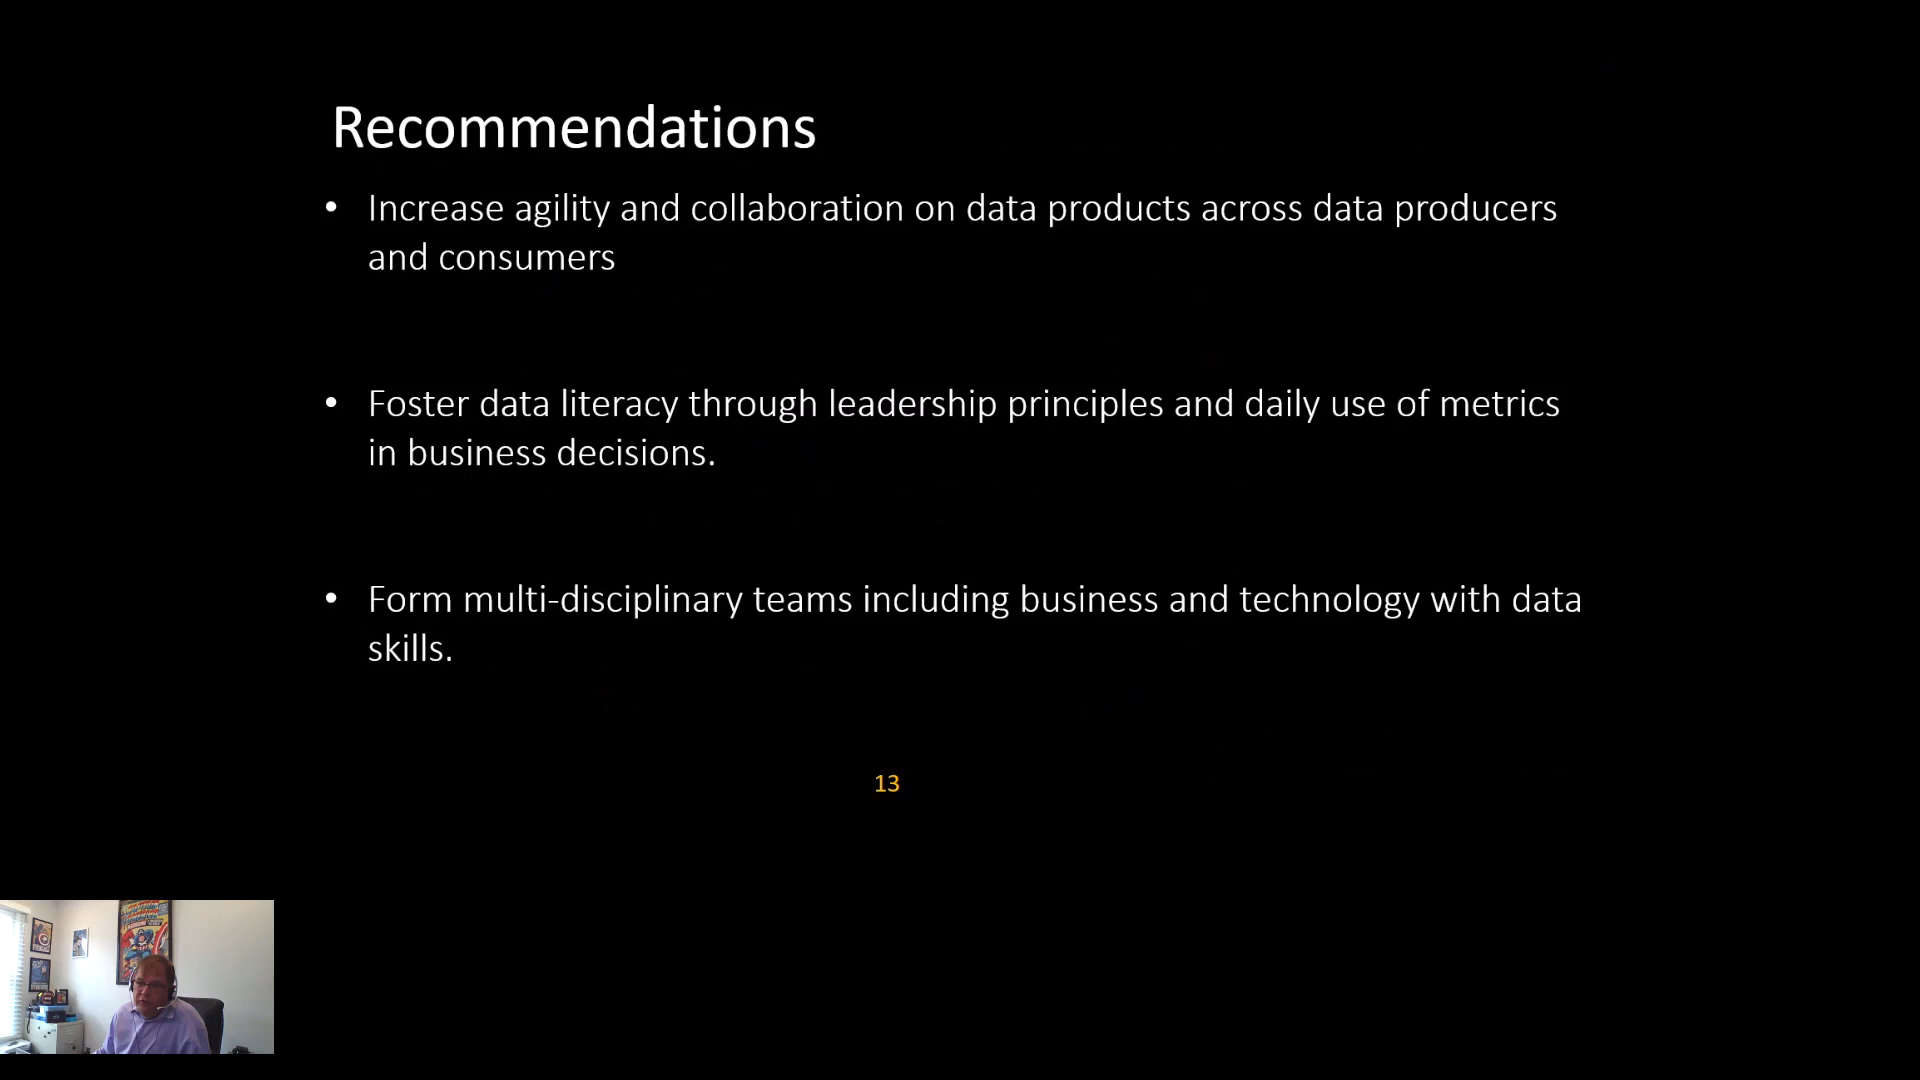 Recommendations
• Increase agility and collaboration on data products across data producers
and consumers
• Foster data literacy through leadership principles and daily use of metrics
in business decisions.
• Form multi-disciplinary teams including business and technology with data
skills.
13